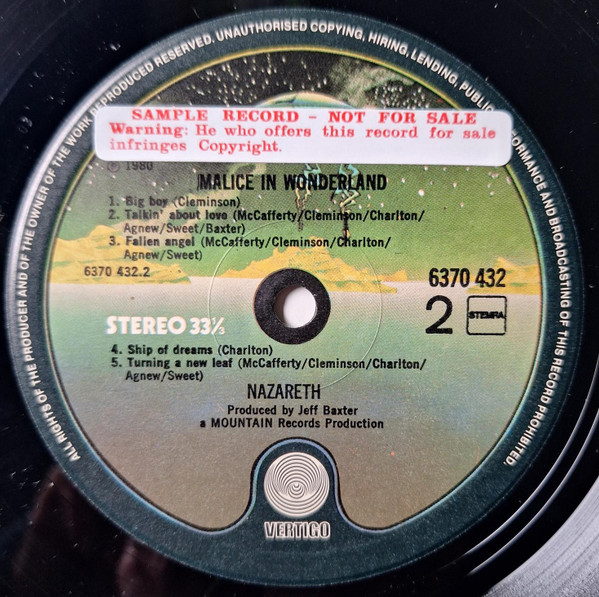 ALL RIGHTS OF THE PRODUCER AND OF THE OWNER OF THE WORK REPRODUCED RESERVED. UNAUTHORISED COPYING, HIRING, LENDING, PUBLIC PERFORMANCE AND BROADCASTING OF THIS RECORD PROHIBITED.
SAMPLE RECORD - NOT FOR SALE
Warning: He who offers this record for sale
infringes Copyright.
℗ 1980
MALICE IN WONDERLAND
1. Big boy (Cleminson)
2. Talkin' about love (McCafferty/Cleminson/Charlton/
Agnew/Sweet/Baxter)
3. Fallen angel (McCafferty/Cleminson/Charlton/
Agnew/Sweet)
6370 432.2
6370 432
2 STEMRA
STEREO 33⅓
4. Ship of dreams (Charlton)
5. Turning a new leaf (McCafferty/Cleminson/Charlton/
Agnew/Sweet)
NAZARETH
Produced by Jeff Baxter
a MOUNTAIN Records Production
VERTIGO